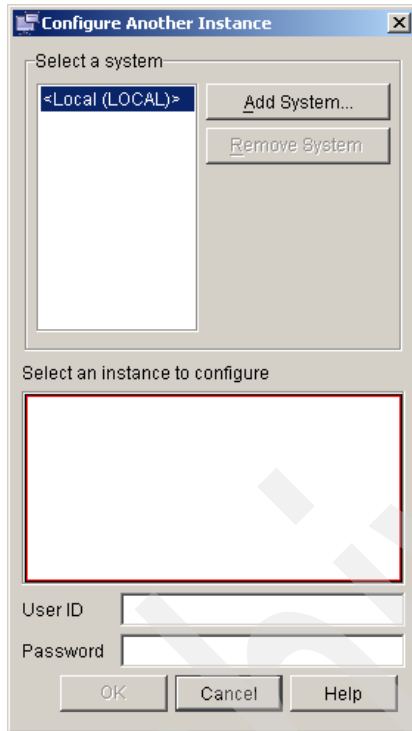 Configure Another Instance
Select a system
<Local (LOCAL)>
Add System...
Remove System
Select an instance to configure
User ID
Password
OK
Cancel
Help